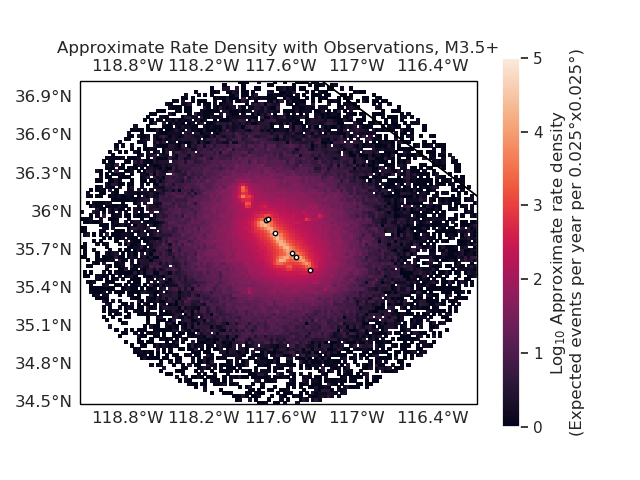 Approximate Rate Density with Observations, M3.5+
118.8°W 118.2°W 117.6°W 117°W 116.4°W
36.9°N
36.6°N
36.3°N
36°N
35.7°N
35.4°N
35.1°N
34.8°N
34.5°N
118.8°W 118.2°W 117.6°W 117°W 116.4°W
5
4
3
2
1
0
Log₁₀ Approximate rate density
(Expected events per year per 0.025°x0.025°)